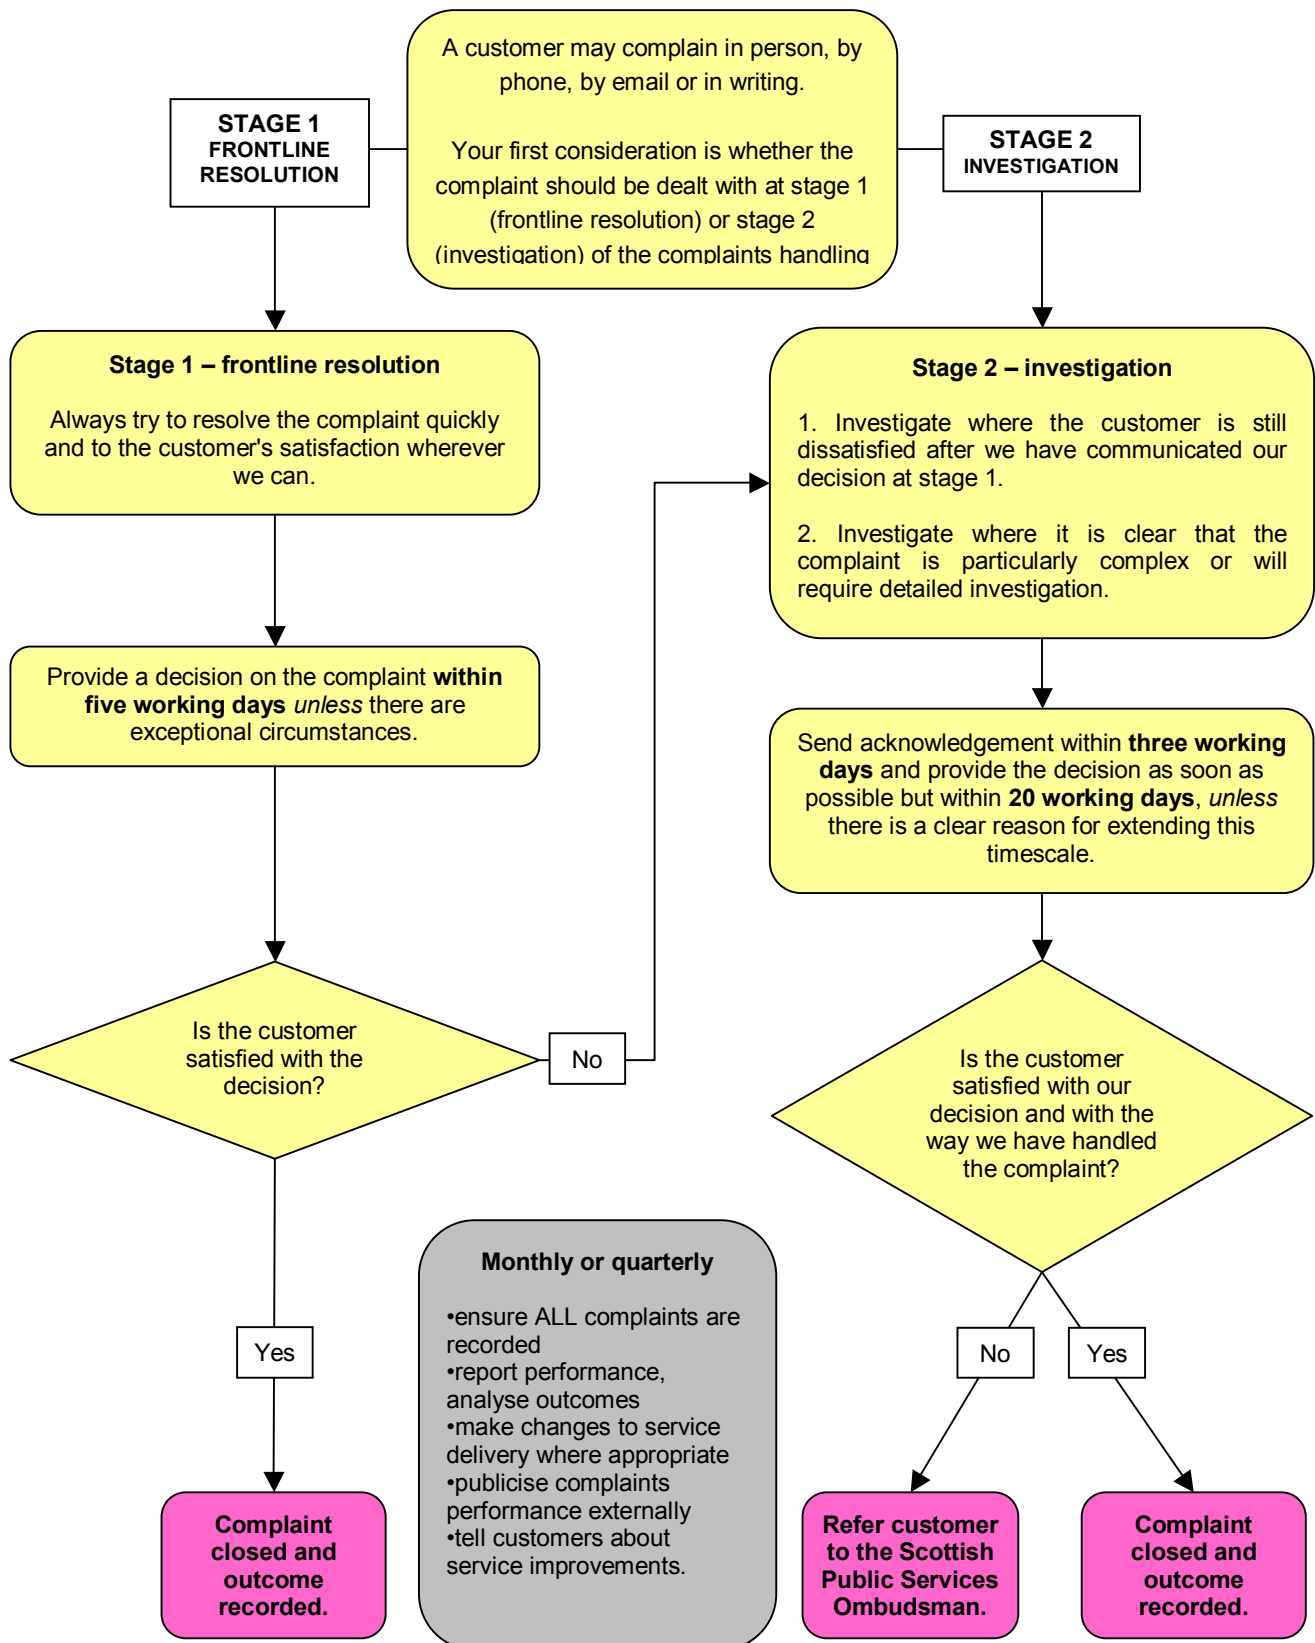 A customer may complain in person, by
phone, by email or in writing.
Your first consideration is whether the
complaint should be dealt with at stage 1
(frontline resolution) or stage 2
(investigation) of the complaints handling
STAGE 1
FRONTLINE
RESOLUTION
STAGE 2
INVESTIGATION
Stage 1 – frontline resolution
Always try to resolve the complaint quickly
and to the customer's satisfaction wherever
we can.
Provide a decision on the complaint within
five working days unless there are
exceptional circumstances.
Is the customer
satisfied with the
decision?
No
Yes
Complaint
closed and
outcome
recorded.
Stage 2 – investigation
1. Investigate where the customer is still
dissatisfied after we have communicated our
decision at stage 1.
2. Investigate where it is clear that the
complaint is particularly complex or will
require detailed investigation.
Send acknowledgement within three working
days and provide the decision as soon as
possible but within 20 working days, unless
there is a clear reason for extending this
timescale.
Is the customer
satisfied with our
decision and with the
way we have handled
the complaint?
No
Yes
Refer customer
to the Scottish
Public Services
Ombudsman.
Complaint
closed and
outcome
recorded.
Monthly or quarterly
•ensure ALL complaints are
recorded
•report performance,
analyse outcomes
•make changes to service
delivery where appropriate
•publicise complaints
performance externally
•tell customers about
service improvements.